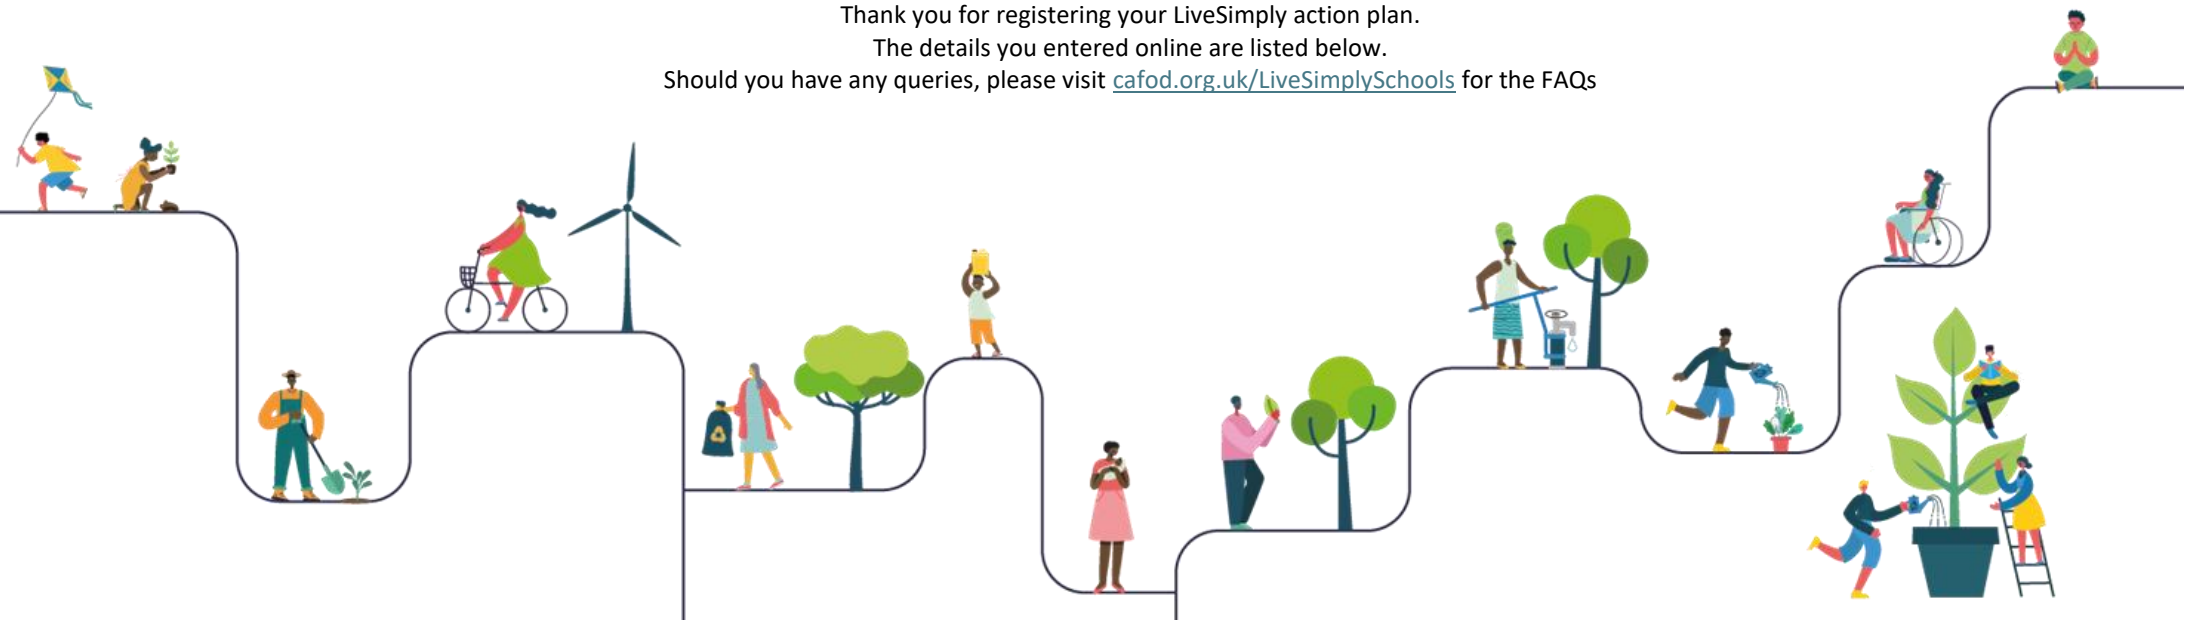 Thank you for registering your LiveSimply action plan.
The details you entered online are listed below.
Should you have any queries, please visit cafod.org.uk/LiveSimplySchools for the FAQs